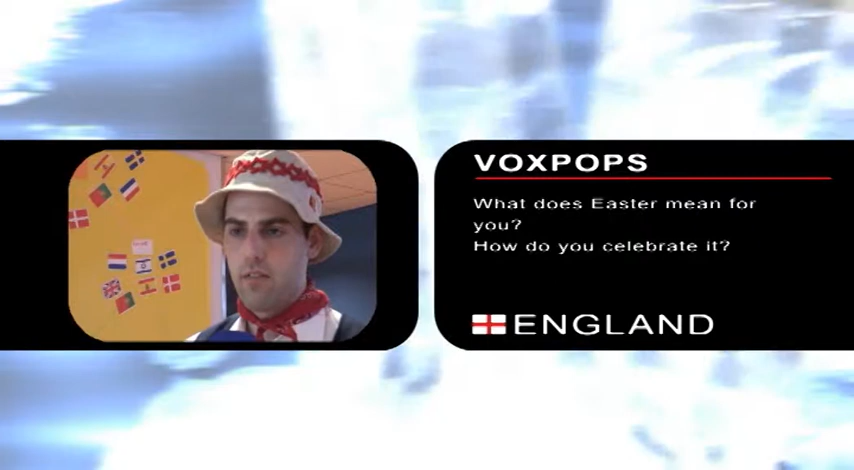 VOXPOPS
What does Easter mean for
you?
How do you celebrate it?
ENGLAND